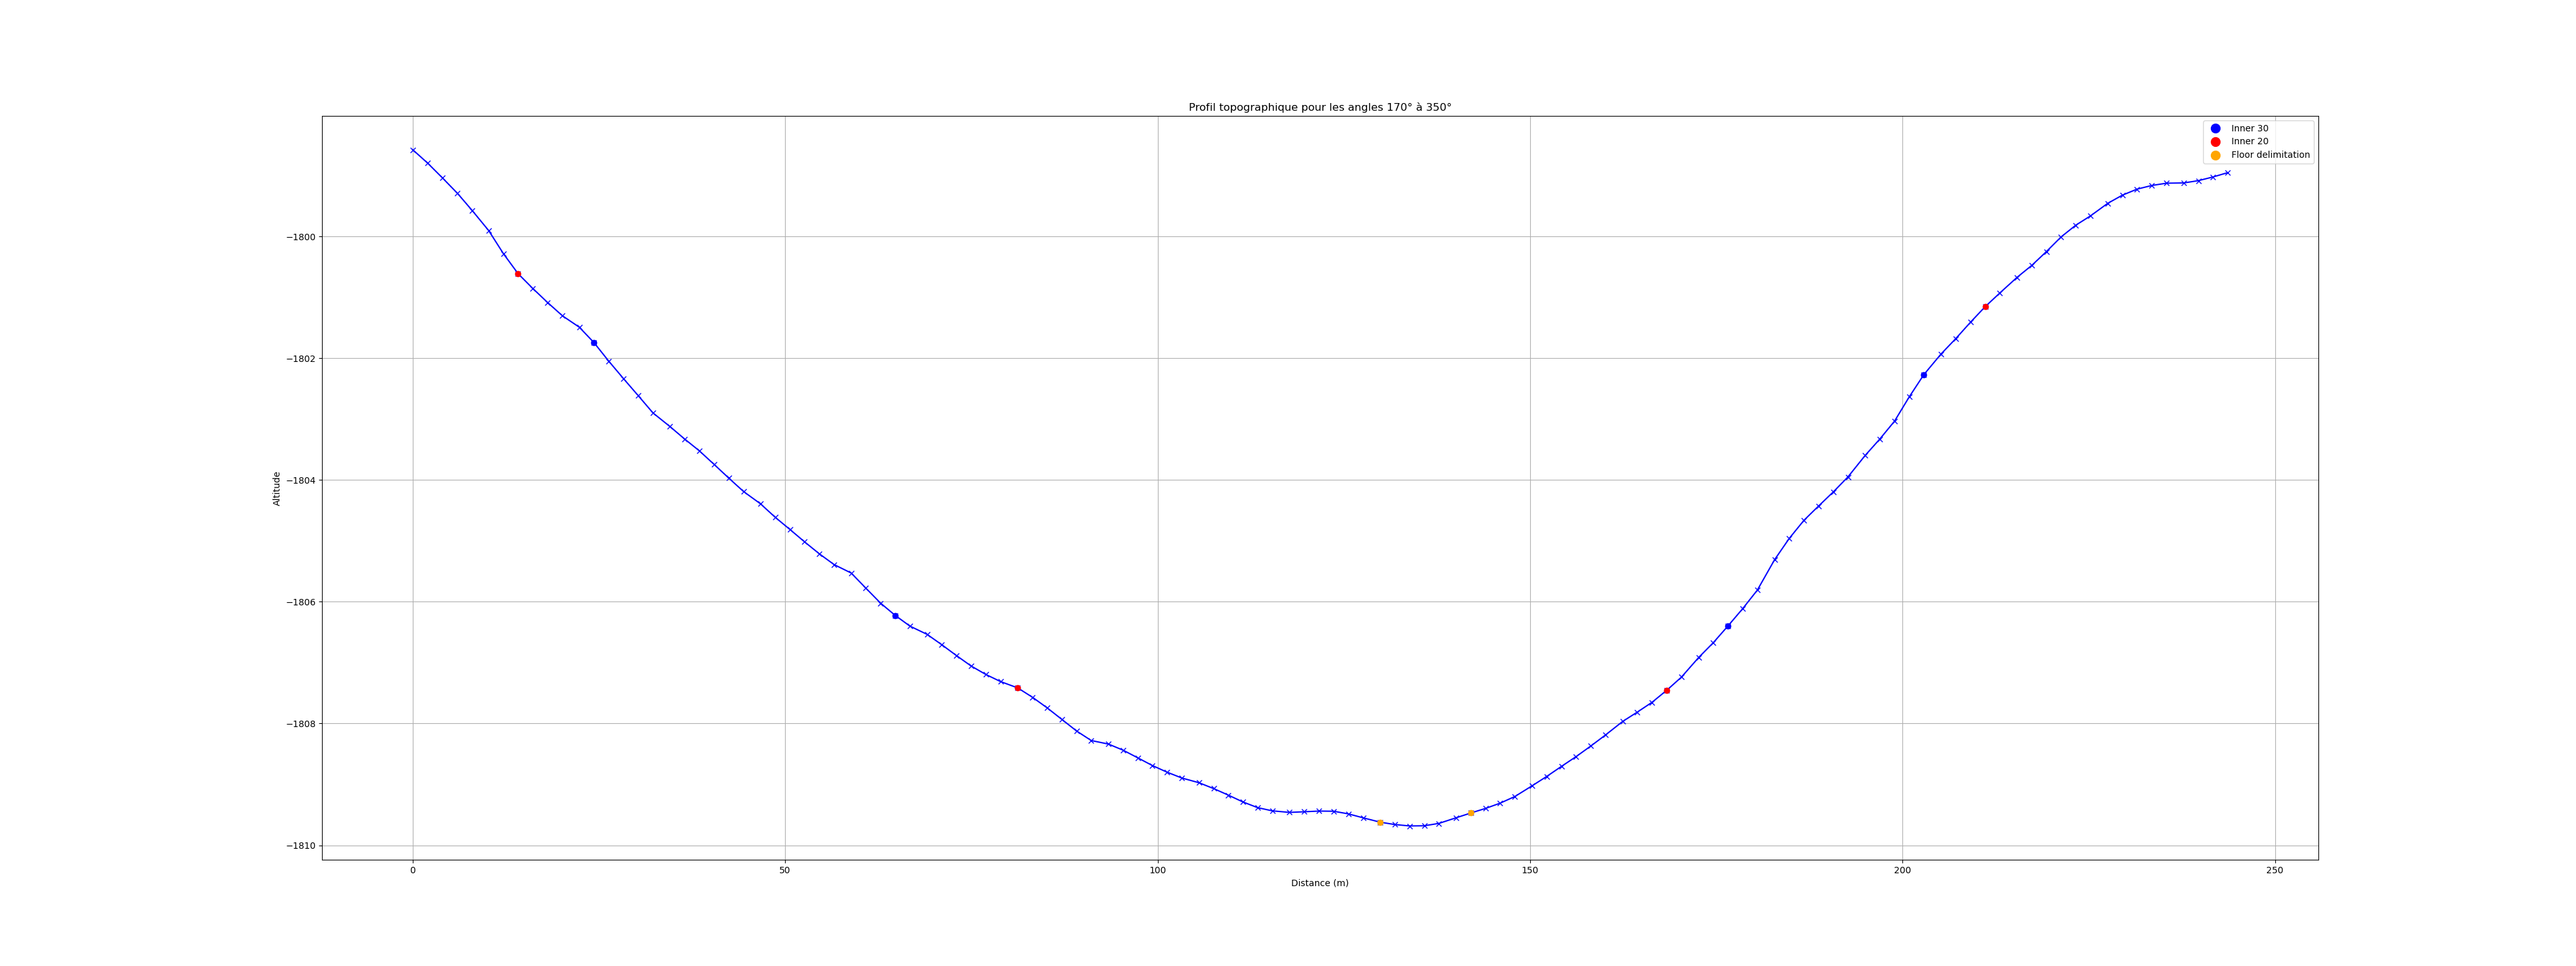 Profil topographique pour les angles 170° à 350°
Inner 30
Inner 20
Floor delimitation
Altitude
−1800
−1802
−1804
−1806
−1808
−1810
0
50
100
150
200
250
Distance (m)